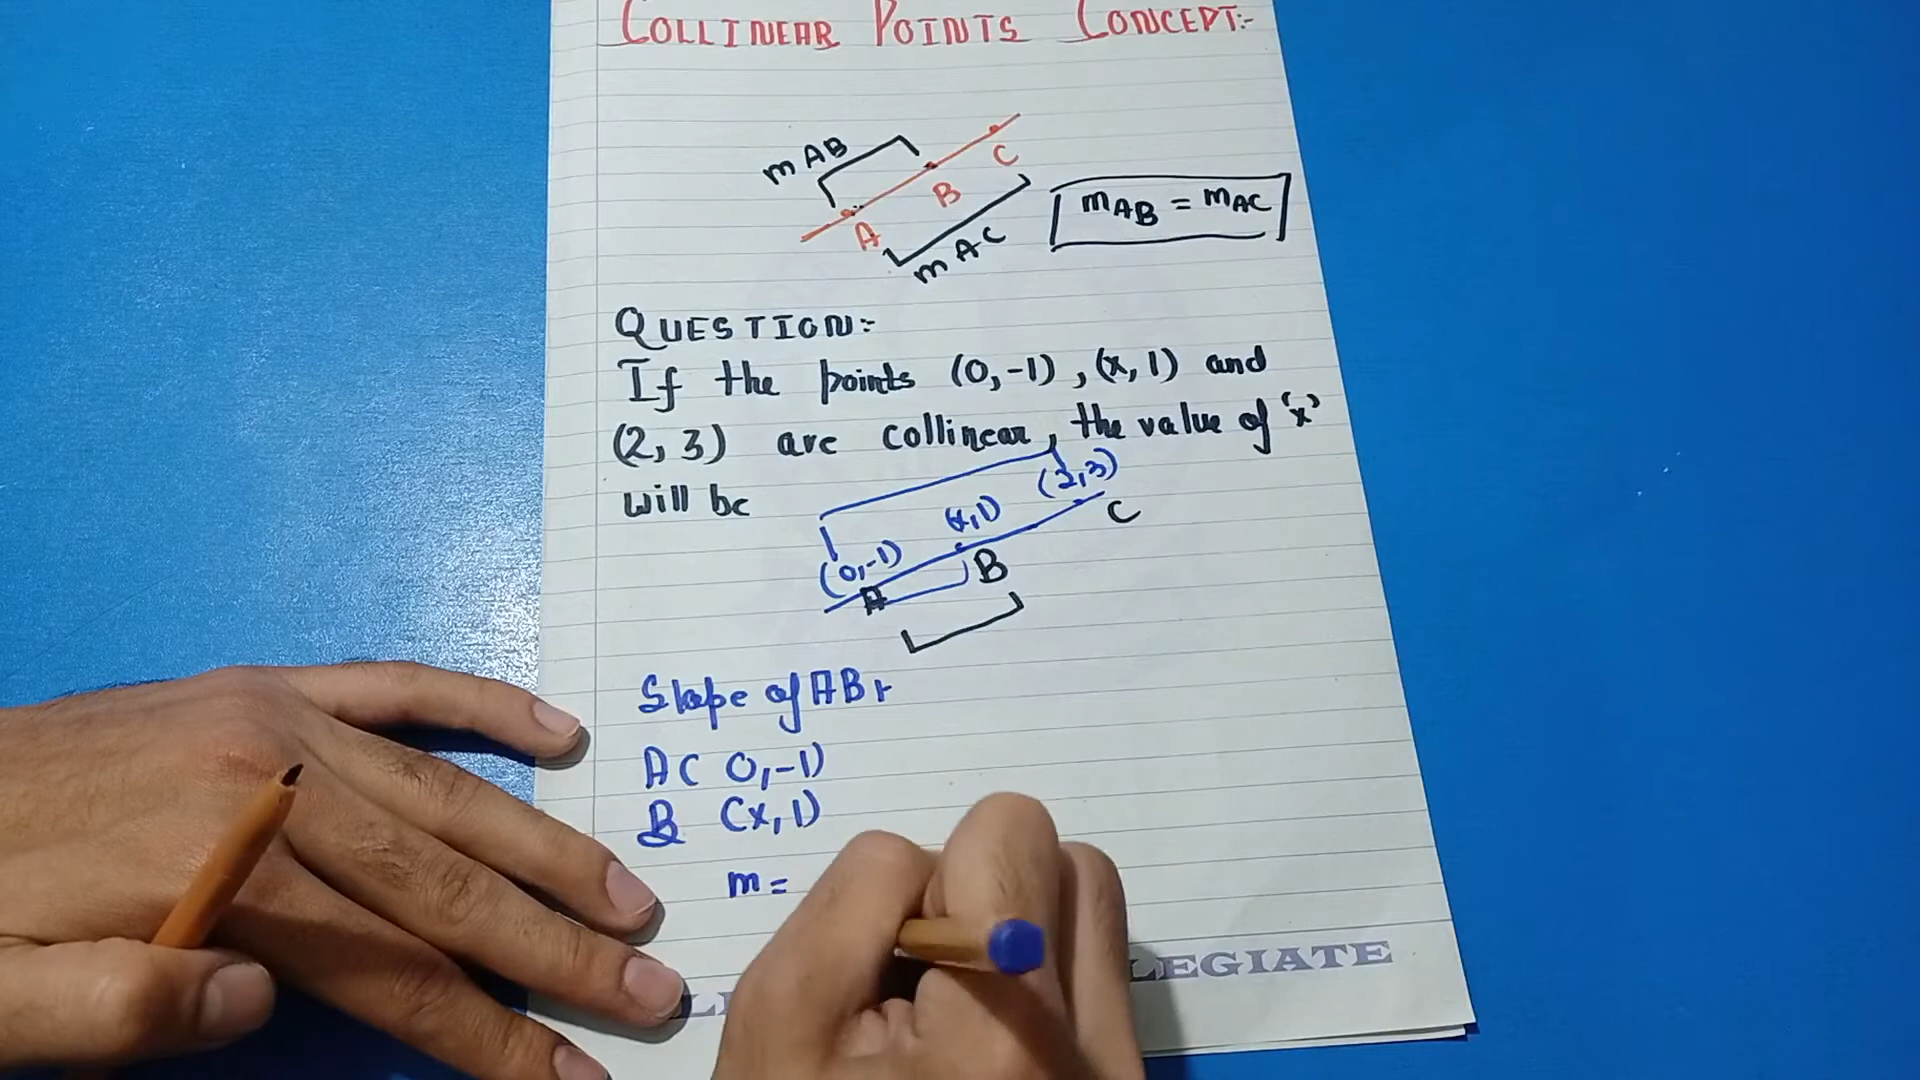 COLLINEAR POINTS CONCEPT:-
mAB
A
B
C
mAC
mAB = mAC
QUESTION:-
If the points (0,-1), (x, 1) and
(2, 3) are collinear, the value of 'x'
will be
(0,-1)
(x,1)
(2,3)
A
B
C
Slope of AB
A (0,-1)
B (x, 1)
m =
LEGIATE